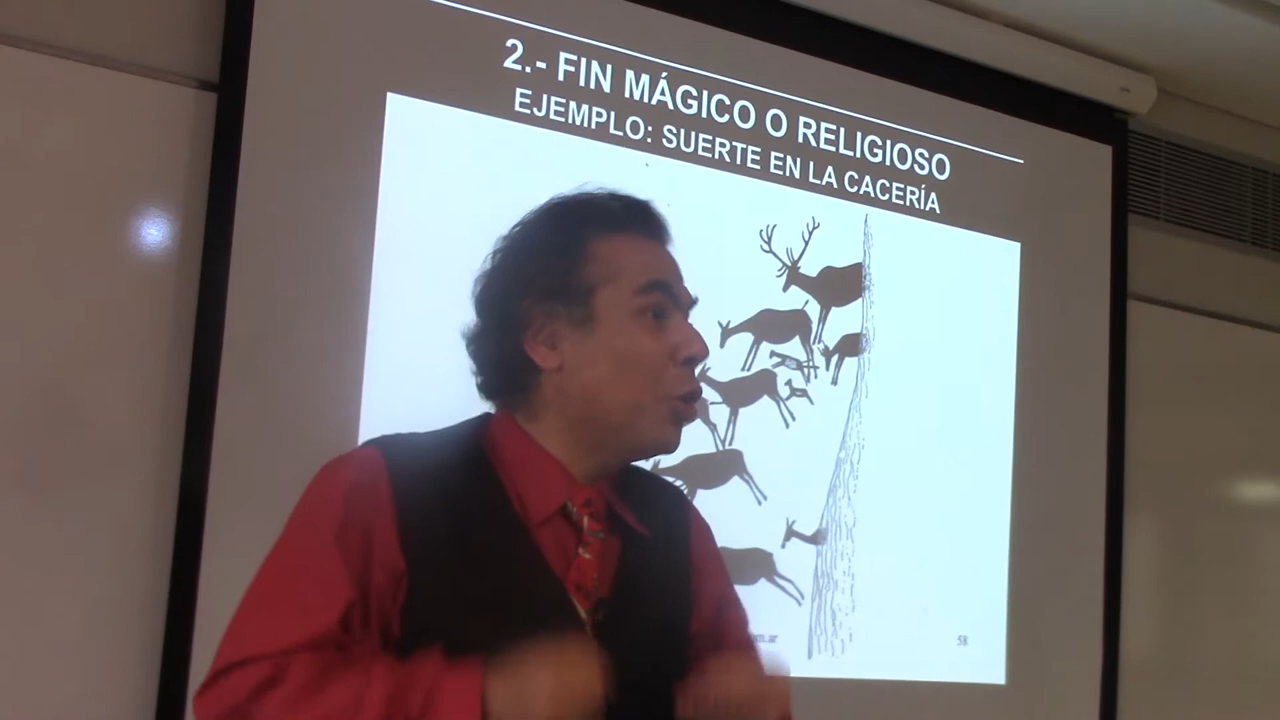 2.- FIN MÁGICO O RELIGIOSO
EJEMPLO: SUERTE EN LA CACERÍA
58